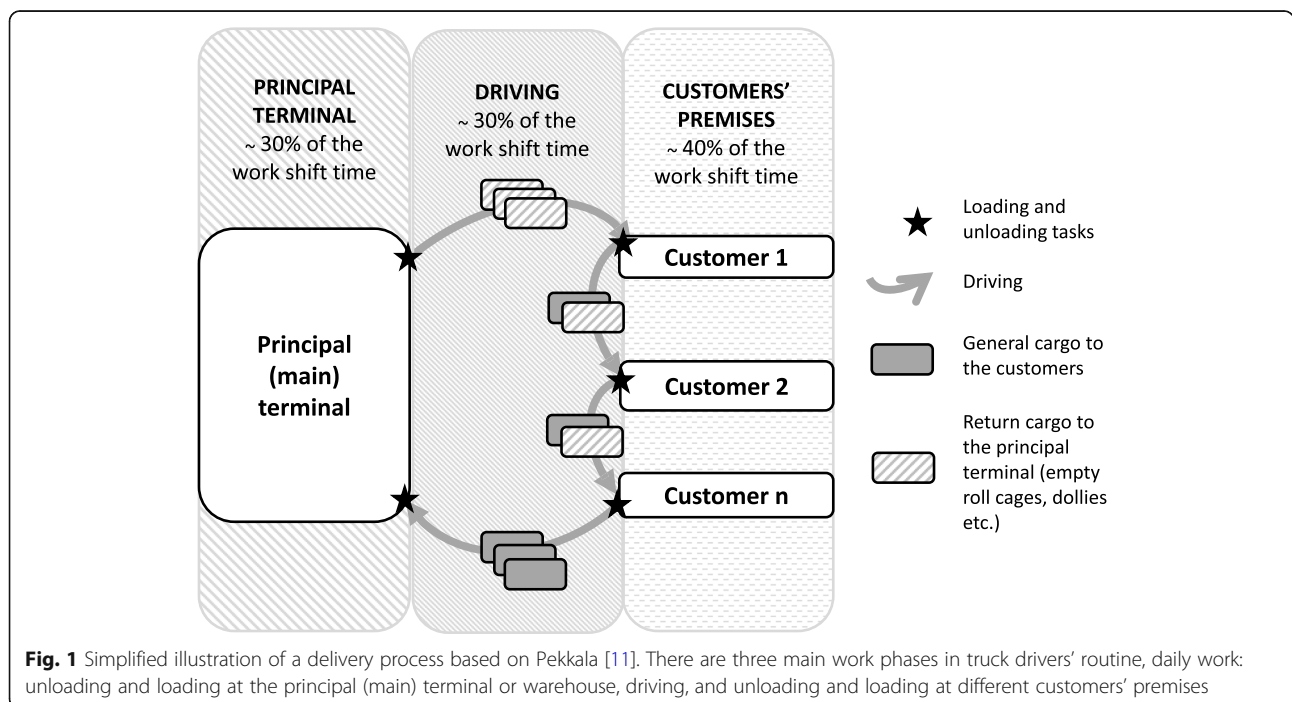 PRINCIPAL
TERMINAL
~ 30% of the
work shift time
DRIVING
~ 30% of the
work shift time
CUSTOMERS’
PREMISES
~ 40% of the
work shift time
Principal
(main)
terminal
Customer 1
Customer 2
Customer n
Loading and
unloading tasks
Driving
General cargo to
the customers
Return cargo to
the principal
terminal (empty
roll cages, dollies
etc.)
Fig. 1 Simplified illustration of a delivery process based on Pekkala [11]. There are three main work phases in truck drivers’ routine, daily work:
unloading and loading at the principal (main) terminal or warehouse, driving, and unloading and loading at different customers’ premises